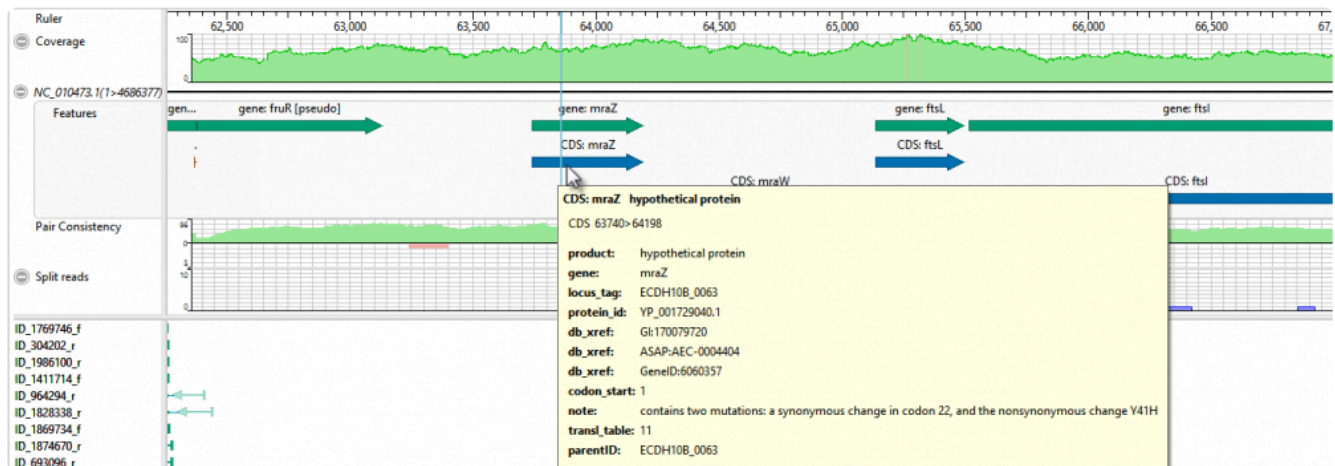 Ruler
62,500 63,000 63,500 64,000 64,500 65,000 65,500 66,000 66,500 67,
Coverage
100
0
NC_010473.1(1>4686377)
Features
gen... gene: fruR [pseudo] gene: mraZ gene: ftsL gene: ftsI
CDS: mraZ CDS: ftsL
CDS: mraW CDS: ftsI
CDS: mraZ hypothetical protein
CDS 63740>64198
Pair Consistency
0
5
product: hypothetical protein
gene: mraZ
Split reads
10
0
locus_tag: ECDH10B_0063
protein_id: YP_001729040.1
db_xref: GI:170079720
db_xref: ASAP:AEC-0004404
db_xref: GeneID:6060357
codon_start: 1
note: contains two mutations: a synonymous change in codon 22, and the nonsynonymous change Y41H
transl_table: 11
parentID: ECDH10B_0063
ID_1769746_f
ID_304202_r
ID_1986100_r
ID_1411714_f
ID_964294_r
ID_1828338_r
ID_1869734_f
ID_1874670_r
ID_693096_r